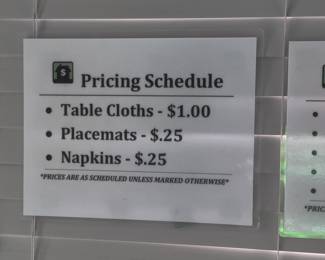 $
Pricing Schedule
• Table Cloths - $1.00
• Placemats - $.25
• Napkins - $.25
*PRICES ARE AS SCHEDULED UNLESS MARKED OTHERWISE*